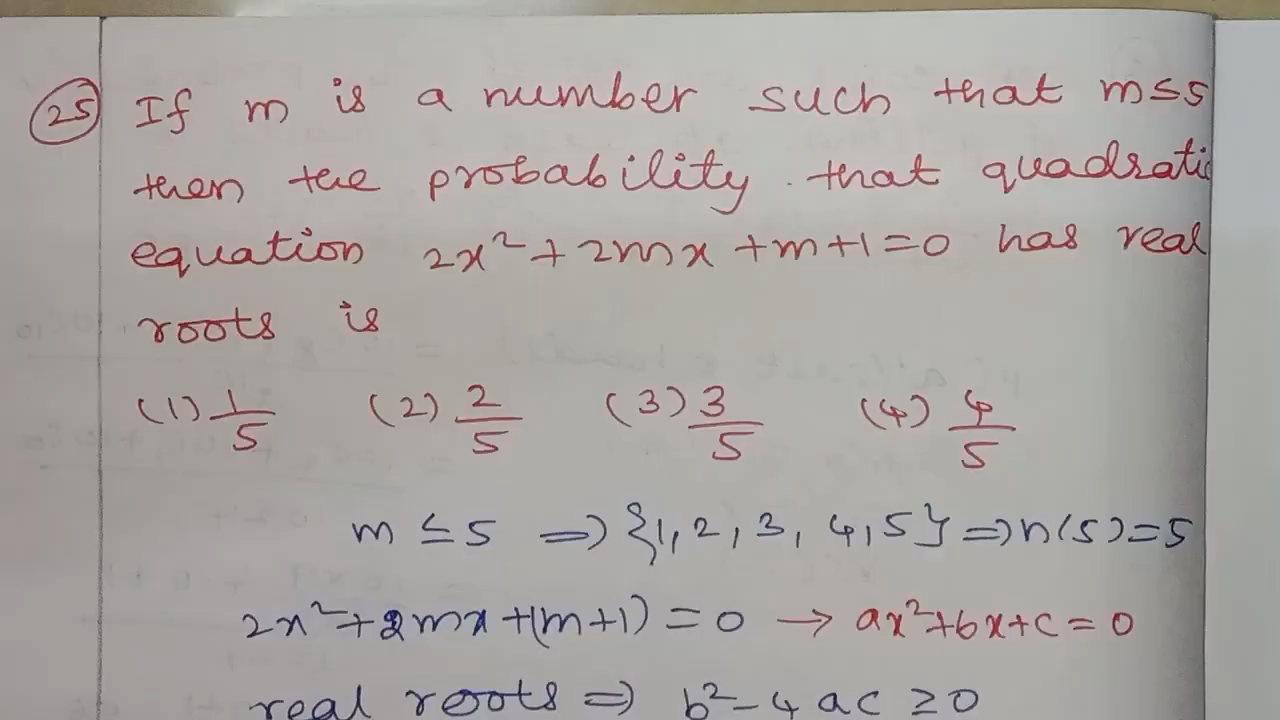 25 If m is a number such that m≤5
then the probability. that quadratic
equation 2x²+2mx+m+1=0 has real
roots is
(1) 1/5 (2) 2/5 (3) 3/5 (4) 4/5
m ≤ 5 ⇒ {1,2,3,4,5} ⇒ n(S)=5
2x²+2mx+(m+1)=0 → ax²+bx+c=0
real roots ⇒ b²-4ac ≥0